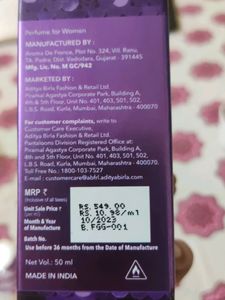 Perfume for Women
MANUFACTURED BY :
Aroma De France, Plot No. 324, Vill. Ranu,
TA. Padra, Dist. Vadodara, Gujarat - 391445
Mfg. Lic. No. M GC/942
MARKETED BY :
Aditya Birla Fashion & Retail Ltd.
Piramal Agastya Corporate Park, Building A,
4th & 5th Floor, Unit No. 401, 403, 501, 502,
L.B.S. Road, Kurla, Mumbai, Maharashtra - 400070
For customer complaints, write to
Customer Care Executive,
Aditya Birla Fashion & Retail Ltd.
Pantaloons Division Registered Office at:
Piramal Agastya Corporate Park, Building A,
4th and 5th Floor, Unit No. 401, 403, 501, 502,
L.B.S. Road, Kurla, Mumbai, Maharashtra - 400070
Toll Free No.: 1800-103-7527
E-mail : customercare@abfrl.adityabirla.com
MRP ₹
(Inclusive of all taxes)
RS. 549.00
Unit Sale Price :
(per ml)
RS. 10.98/ml
Month & Year
of Manufacture
10/2023
Batch No.
B.FGG-001
Use before 36 months from the Date of Manufacture
Net Vol.: 50 ml
MADE IN INDIA